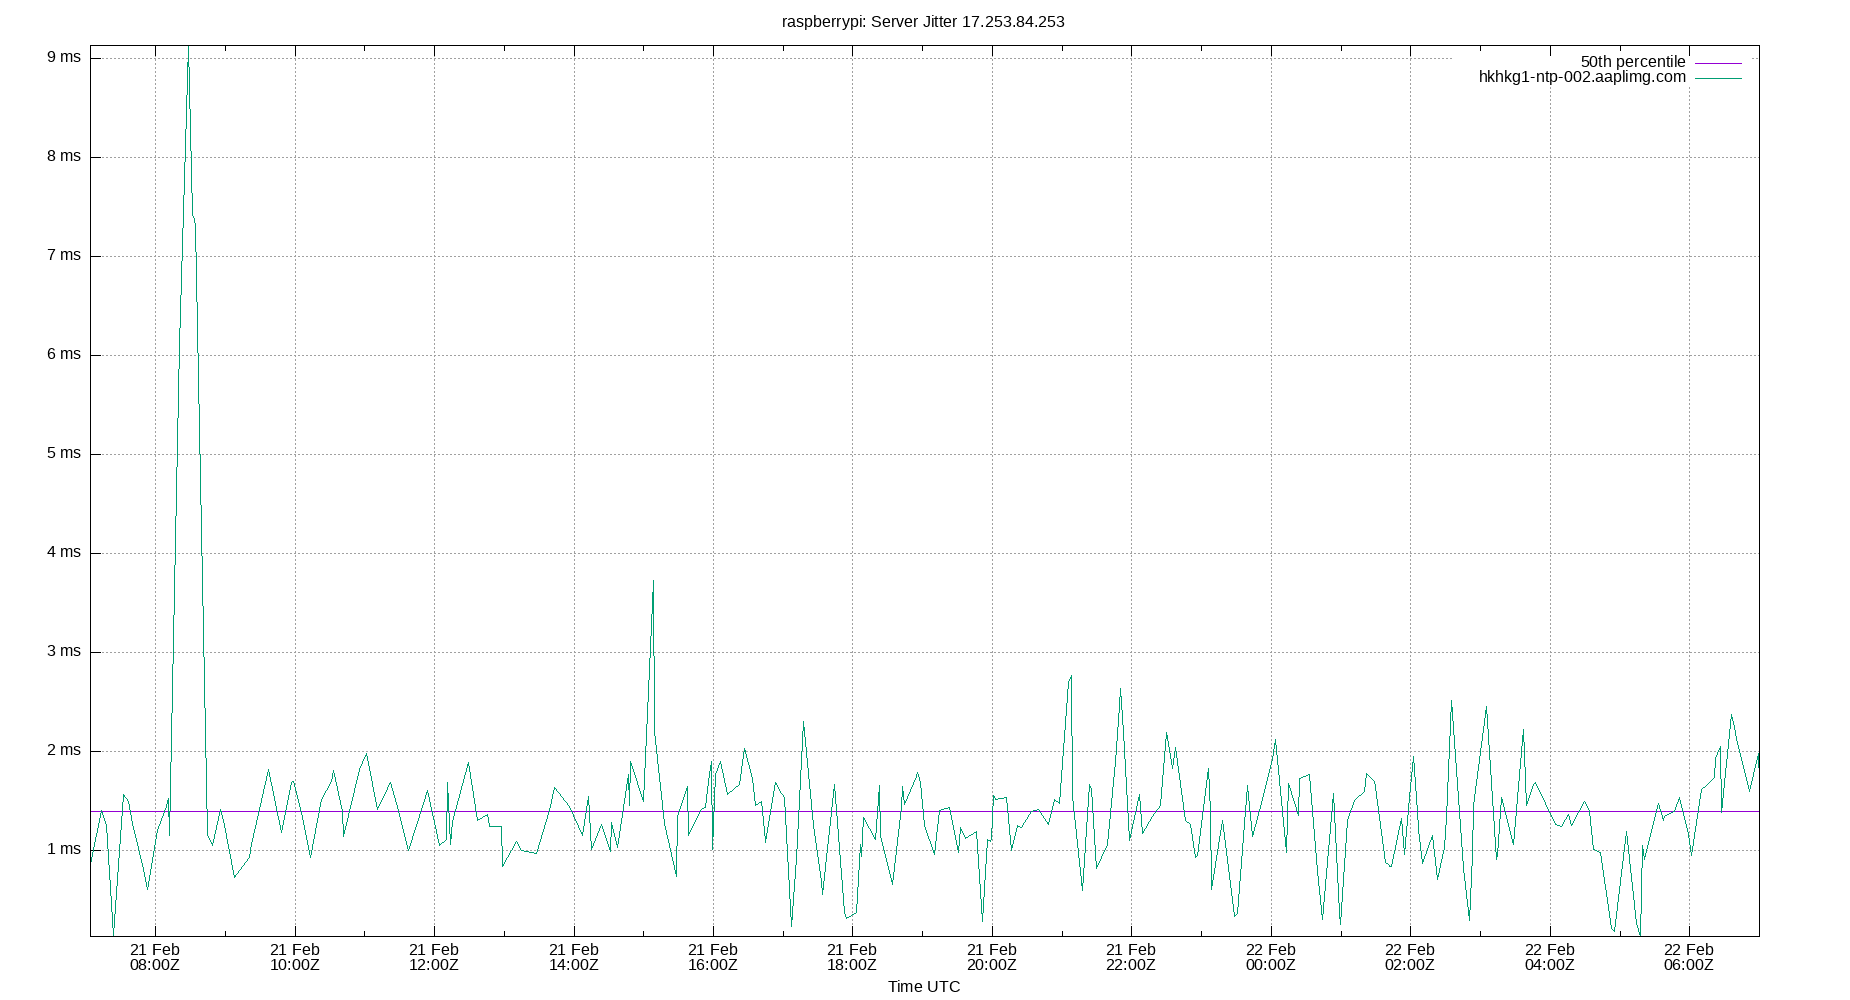 raspberrypi: Server Jitter 17.253.84.253
9 ms
8 ms
7 ms
6 ms
5 ms
4 ms
3 ms
2 ms
1 ms
50th percentile
hkhkg1-ntp-002.aaplimg.com
21 Feb
08:00Z
21 Feb
10:00Z
21 Feb
12:00Z
21 Feb
14:00Z
21 Feb
16:00Z
21 Feb
18:00Z
21 Feb
20:00Z
21 Feb
22:00Z
22 Feb
00:00Z
22 Feb
02:00Z
22 Feb
04:00Z
22 Feb
06:00Z
Time UTC